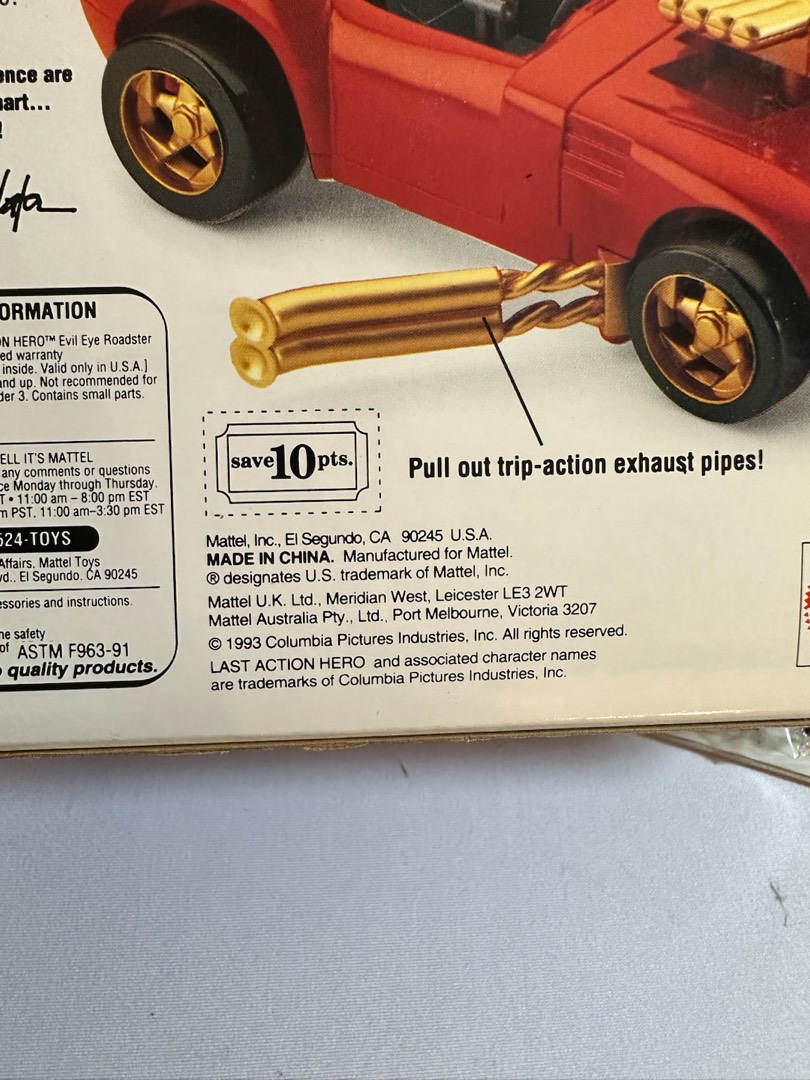 ence are
art...
!
ORMATION
N HERO™ Evil Eye Roadster
ed warranty
inside. Valid only in U.S.A.]
nd up. Not recommended for
der 3. Contains small parts.
ELL IT'S MATTEL
any comments or questions
ce Monday through Thursday.
T • 11:00 am – 8:00 pm EST
m PST. 11:00 am–3:30 pm EST
524-TOYS
Affairs. Mattel Toys
vd., El Segundo. CA 90245
essories and instructions.
ne safety
of ASTM F963-91
quality products.
save 10 pts.
Pull out trip-action exhaust pipes!
Mattel, Inc., El Segundo, CA 90245 U.S.A.
MADE IN CHINA. Manufactured for Mattel.
® designates U.S. trademark of Mattel, Inc.
Mattel U.K. Ltd., Meridian West, Leicester LE3 2WT
Mattel Australia Pty., Ltd., Port Melbourne, Victoria 3207
© 1993 Columbia Pictures Industries, Inc. All rights reserved.
LAST ACTION HERO and associated character names
are trademarks of Columbia Pictures Industries, Inc.